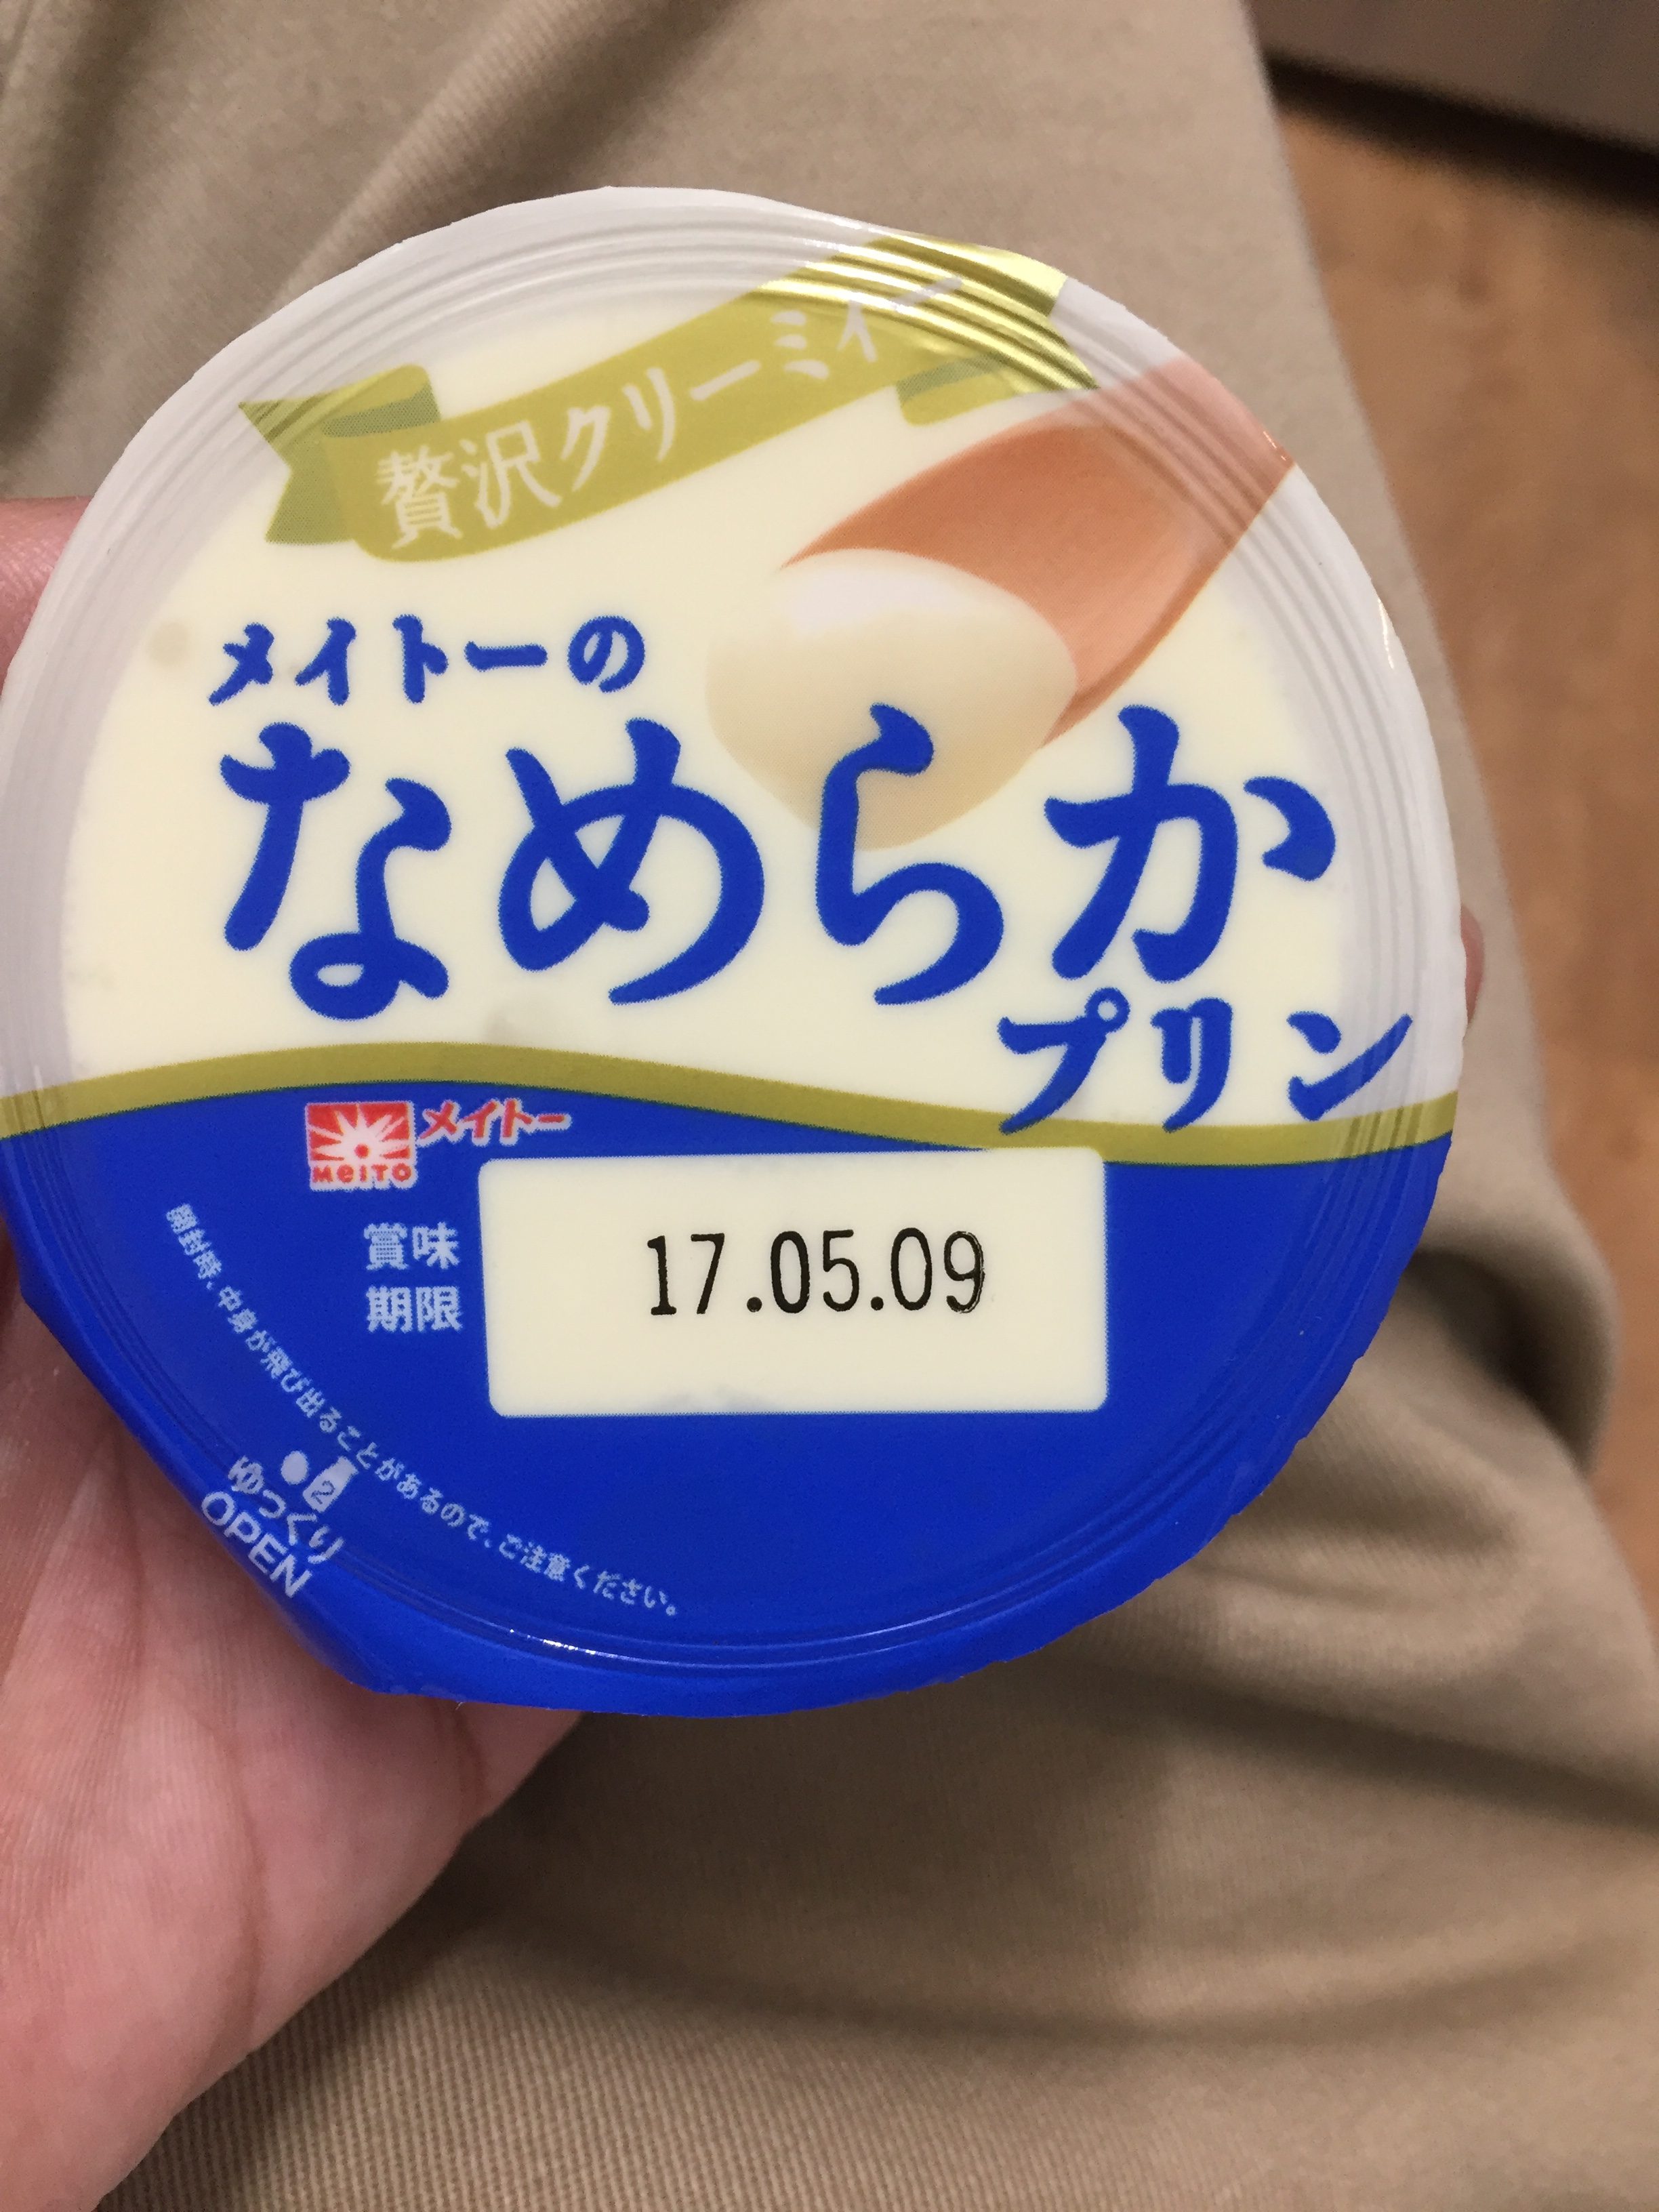 贅沢クリーミィー
メイトーの
なめらか
プリン
MeiTO
メイトー
賞味
期限
17.05.09
開封時、中身が飛び出ることがあるので、ご注意ください。
2
ゆっくり
OPEN